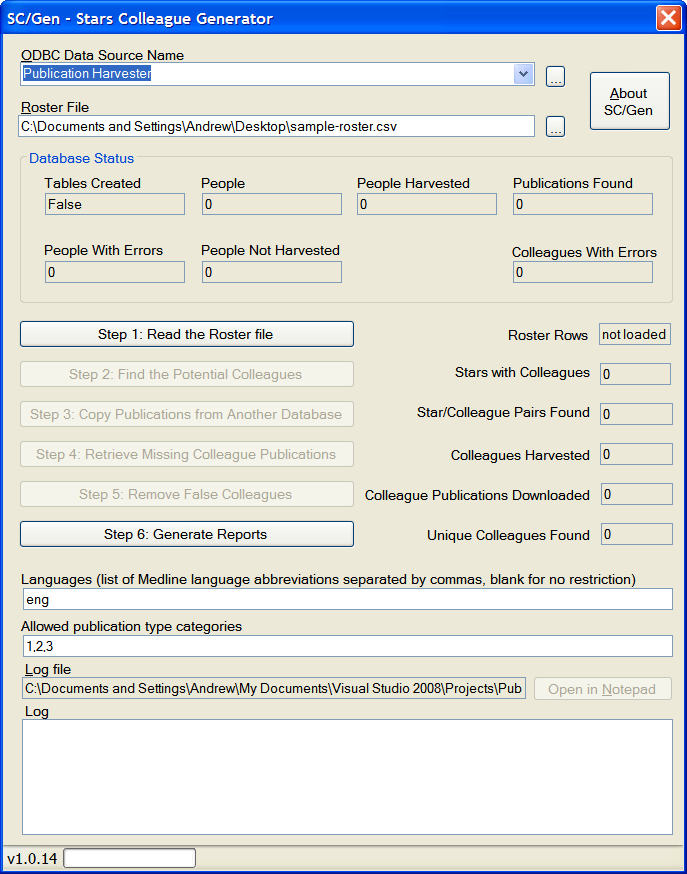 SC/Gen - Stars Colleague Generator
ODBC Data Source Name
Publication Harvester
...
About
SC/Gen
Roster File
C:\Documents and Settings\Andrew\Desktop\sample-roster.csv
...
Database Status
Tables Created People People Harvested Publications Found
False 0 0 0
People With Errors People Not Harvested Colleagues With Errors
0 0 0
Step 1: Read the Roster file Roster Rows not loaded
Step 2: Find the Potential Colleagues Stars with Colleagues 0
Step 3: Copy Publications from Another Database Star/Colleague Pairs Found 0
Step 4: Retrieve Missing Colleague Publications Colleagues Harvested 0
Step 5: Remove False Colleagues Colleague Publications Downloaded 0
Step 6: Generate Reports Unique Colleagues Found 0
Languages (list of Medline language abbreviations separated by commas, blank for no restriction)
eng
Allowed publication type categories
1,2,3
Log file
C:\Documents and Settings\Andrew\My Documents\Visual Studio 2008\Projects\Pub Open in Notepad
Log
v1.0.14